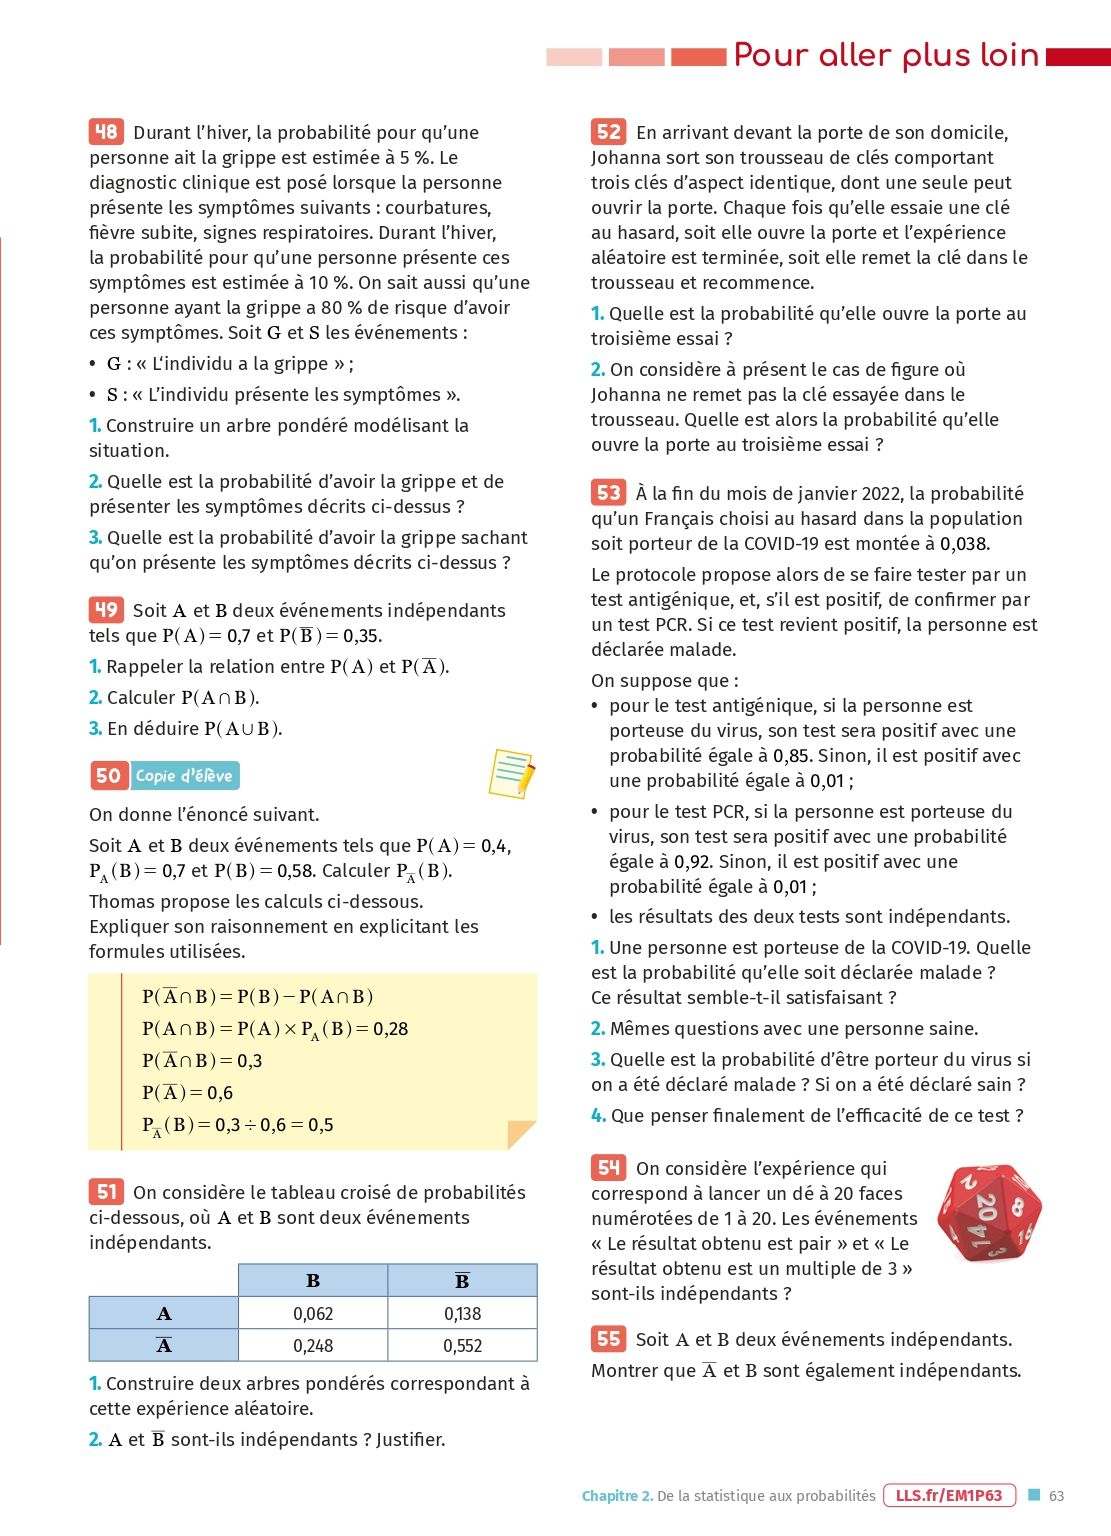 Pour aller plus loin
48 Durant l'hiver, la probabilité pour qu'une
personne ait la grippe est estimée à 5 %. Le
diagnostic clinique est posé lorsque la personne
présente les symptômes suivants : courbatures,
fièvre subite, signes respiratoires. Durant l'hiver,
la probabilité pour qu'une personne présente ces
symptômes est estimée à 10 %. On sait aussi qu'une
personne ayant la grippe a 80 % de risque d'avoir
ces symptômes. Soit G et S les événements :
• G : « L‘individu a la grippe » ;
• S : « L'individu présente les symptômes ».
1. Construire un arbre pondéré modélisant la
situation.
2. Quelle est la probabilité d'avoir la grippe et de
présenter les symptômes décrits ci-dessus ?
3. Quelle est la probabilité d'avoir la grippe sachant
qu'on présente les symptômes décrits ci-dessus ?
49 Soit A et B deux événements indépendants
tels que P(A) = 0,7 et P(B̅) = 0,35.
1. Rappeler la relation entre P(A) et P(A̅).
2. Calculer P(A∩B).
3. En déduire P(A∪B).
50 Copie d'élève
On donne l'énoncé suivant.
Soit A et B deux événements tels que P(A) = 0,4,
P_A(B) = 0,7 et P(B) = 0,58. Calculer P_A̅(B).
Thomas propose les calculs ci-dessous.
Expliquer son raisonnement en explicitant les
formules utilisées.
P(A̅∩B) = P(B) − P(A∩B)
P(A∩B) = P(A) × P_A(B) = 0,28
P(A̅∩B) = 0,3
P(A̅) = 0,6
P_A̅(B) = 0,3 ÷ 0,6 = 0,5
51 On considère le tableau croisé de probabilités
ci-dessous, où A et B sont deux événements
indépendants.
B B̅
A 0,062 0,138
A̅ 0,248 0,552
1. Construire deux arbres pondérés correspondant à
cette expérience aléatoire.
2. A et B̅ sont-ils indépendants ? Justifier.
52 En arrivant devant la porte de son domicile,
Johanna sort son trousseau de clés comportant
trois clés d'aspect identique, dont une seule peut
ouvrir la porte. Chaque fois qu'elle essaie une clé
au hasard, soit elle ouvre la porte et l'expérience
aléatoire est terminée, soit elle remet la clé dans le
trousseau et recommence.
1. Quelle est la probabilité qu'elle ouvre la porte au
troisième essai ?
2. On considère à présent le cas de figure où
Johanna ne remet pas la clé essayée dans le
trousseau. Quelle est alors la probabilité qu'elle
ouvre la porte au troisième essai ?
53 À la fin du mois de janvier 2022, la probabilité
qu'un Français choisi au hasard dans la population
soit porteur de la COVID-19 est montée à 0,038.
Le protocole propose alors de se faire tester par un
test antigénique, et, s'il est positif, de confirmer par
un test PCR. Si ce test revient positif, la personne est
déclarée malade.
On suppose que :
• pour le test antigénique, si la personne est
porteuse du virus, son test sera positif avec une
probabilité égale à 0,85. Sinon, il est positif avec
une probabilité égale à 0,01 ;
• pour le test PCR, si la personne est porteuse du
virus, son test sera positif avec une probabilité
égale à 0,92. Sinon, il est positif avec une
probabilité égale à 0,01 ;
• les résultats des deux tests sont indépendants.
1. Une personne est porteuse de la COVID-19. Quelle
est la probabilité qu'elle soit déclarée malade ?
Ce résultat semble-t-il satisfaisant ?
2. Mêmes questions avec une personne saine.
3. Quelle est la probabilité d'être porteur du virus si
on a été déclaré malade ? Si on a été déclaré sain ?
4. Que penser finalement de l'efficacité de ce test ?
54 On considère l'expérience qui
correspond à lancer un dé à 20 faces
numérotées de 1 à 20. Les événements
« Le résultat obtenu est pair » et « Le
résultat obtenu est un multiple de 3 »
sont-ils indépendants ?
2
20
8
14
55 Soit A et B deux événements indépendants.
Montrer que A̅ et B sont également indépendants.
Chapitre 2. De la statistique aux probabilités LLS.fr/EM1P63 63